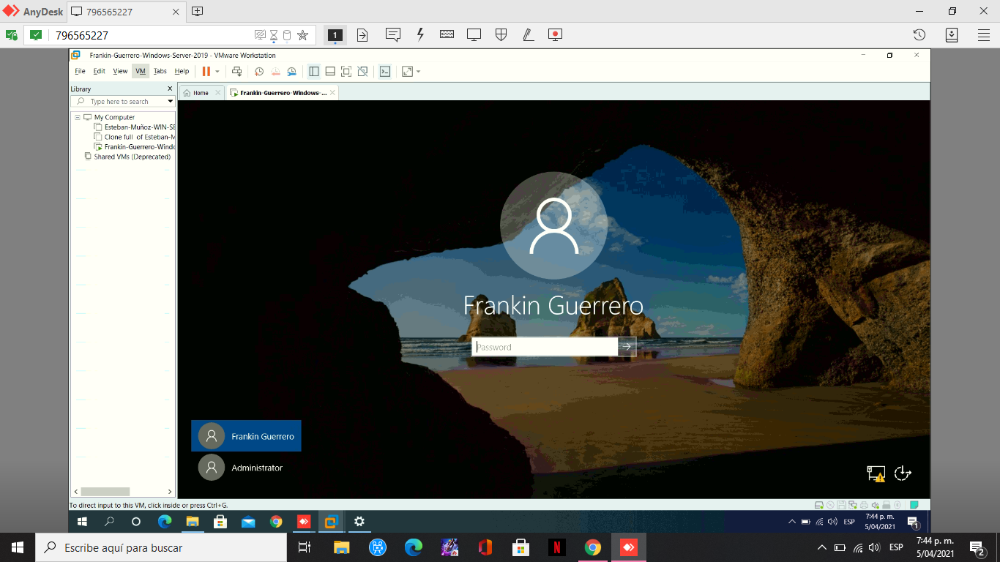 AnyDesk
796565227
796565227
1
Frankin-Guerrero-Windows-Server-2019 - VMware Workstation
File Edit View VM Tabs Help
Library
Type here to search
My Computer
Esteban-Muñoz-WIN-SE
Clone full of Esteban-M
Frankin-Guerrero-Windo
Shared VMs (Deprecated)
Home
Frankin-Guerrero-Windows-...
Frankin Guerrero
Password
Frankin Guerrero
Administrator
To direct input to this VM, click inside or press Ctrl+G.
ESP
7:44 p. m.
5/04/2021
1
Escribe aquí para buscar
N
ESP
7:44 p. m.
5/04/2021
2